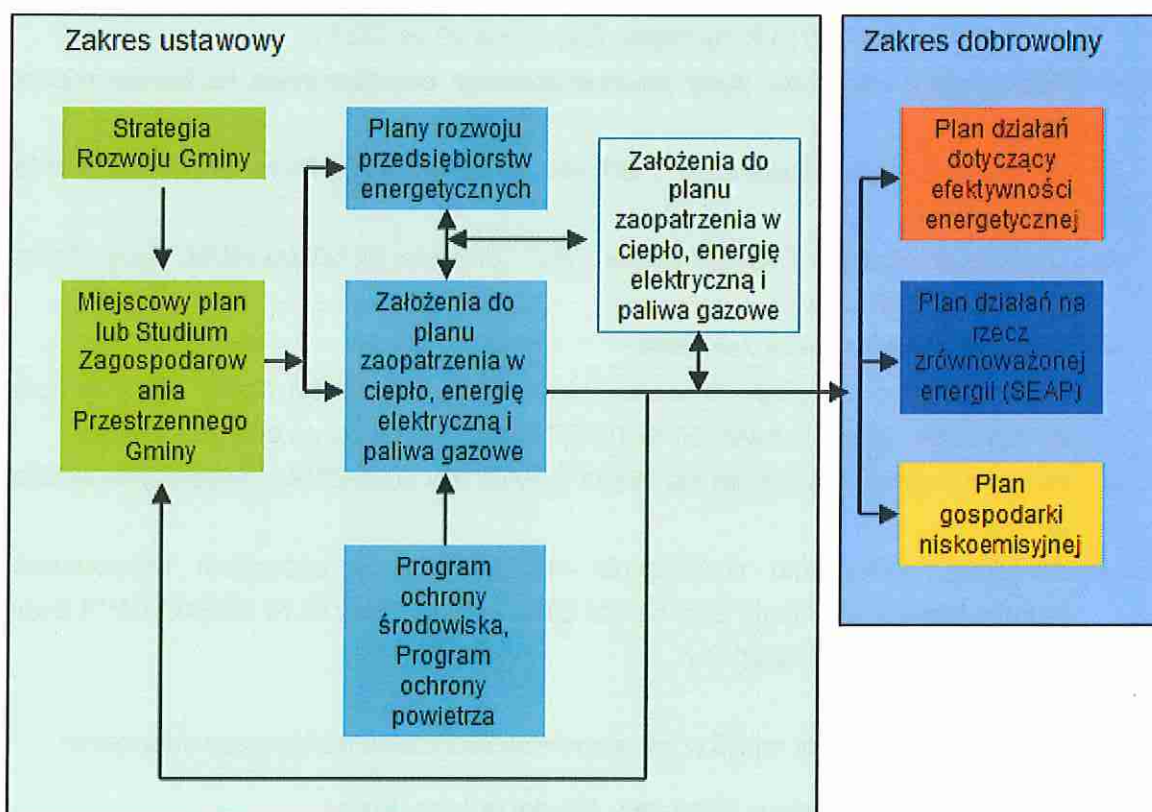 Zakres ustawowy
Strategia
Rozwoju Gminy
Miejscowy plan
lub Studium
Zagospodarow
ania
Przestrzennego
Gminy
Plany rozwoju
przedsiębiorstw
energetycznych
Założenia do
planu
zaopatrzenia w
ciepło, energię
elektryczną i
paliwa gazowe
Program
ochrony
środowiska,
Program
ochrony
powietrza
Założenia do
planu
zaopatrzenia w
ciepło, energię
elektryczną i
paliwa gazowe
Zakres dobrowolny
Plan działań
dotyczący
efektywności
energetycznej
Plan działań na
rzecz
zrównoważonej
energii (SEAP)
Plan
gospodarki
niskoemisyjnej